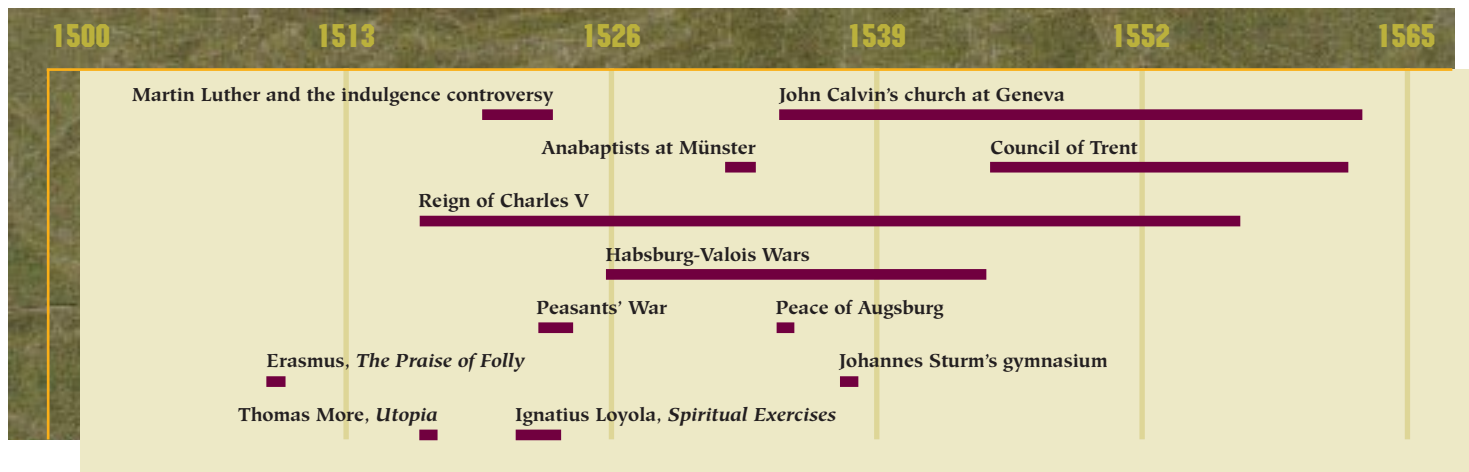 1500 1513 1526 1539 1552 1565
Martin Luther and the indulgence controversy
John Calvin’s church at Geneva
Anabaptists at Münster
Council of Trent
Reign of Charles V
Habsburg-Valois Wars
Peasants’ War
Peace of Augsburg
Erasmus, The Praise of Folly
Johannes Sturm’s gymnasium
Thomas More, Utopia
Ignatius Loyola, Spiritual Exercises